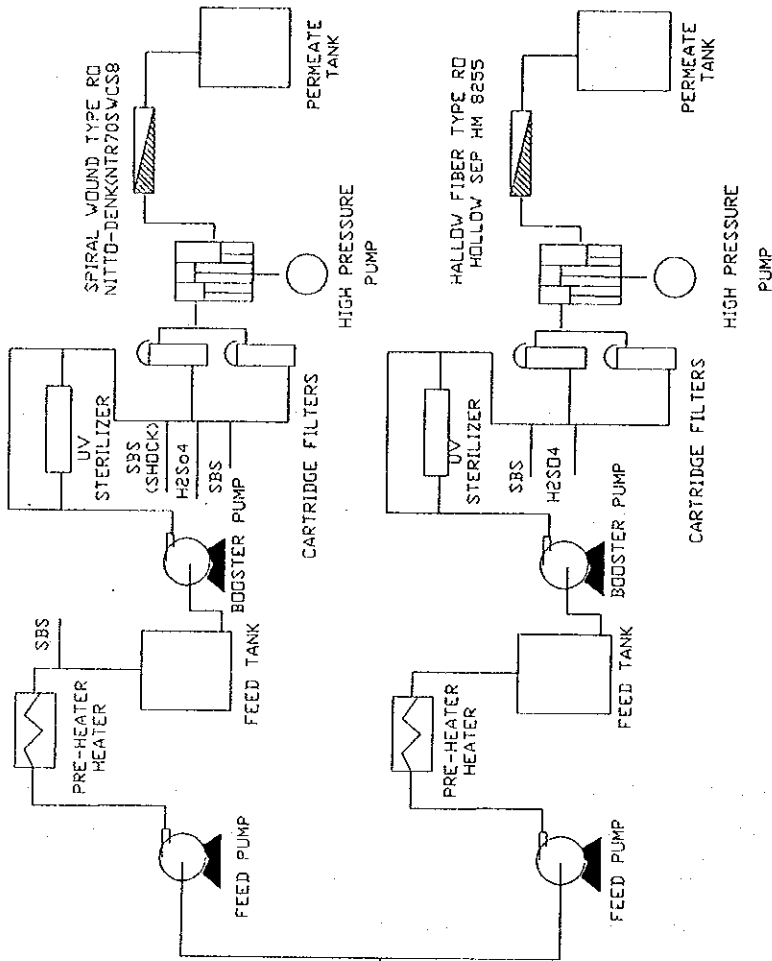 SPIRAL WOUND TYPE RO
NITTO-DENK(NTR70SWCS8
PERMEATE
TANK
HIGH PRESSURE
PUMP
UV
STERILIZER
SBS
(SHOCK)
H2So4
SBS
CARTRIDGE FILTERS
BOOSTER PUMP
SBS
FEED TANK
PRE-HEATER
HEATER
FEED PUMP
HALLOW FIBER TYPE RO
HOLLOW SEP HM 8255
PERMEATE
TANK
HIGH PRESSURE
PUMP
UV
STERILIZER
SBS
H2SO4
CARTRIDGE FILTERS
BOOSTER PUMP
FEED TANK
PRE-HEATER
HEATER
FEED PUMP